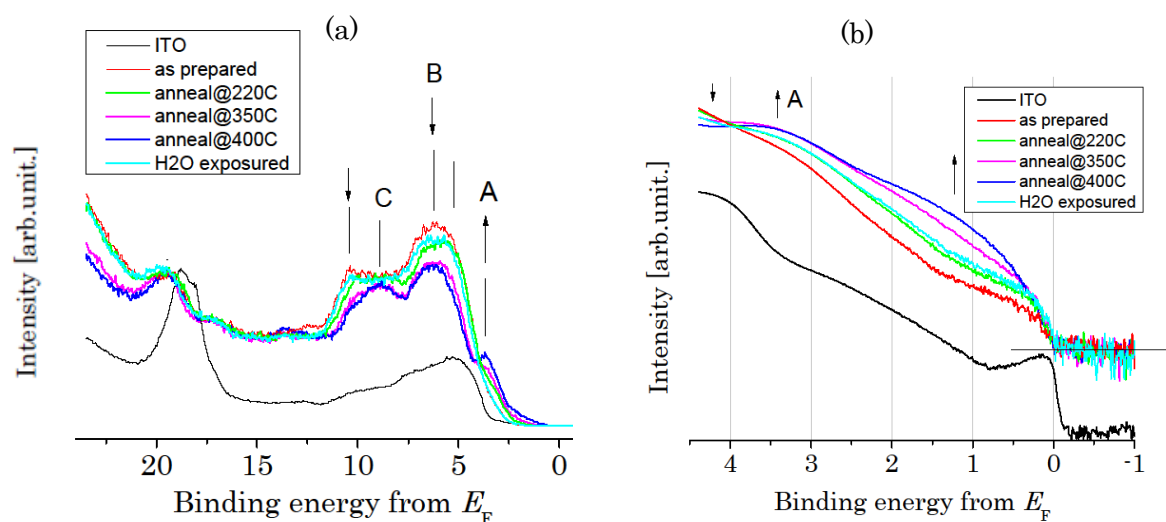 (a)
ITO
as prepared
anneal@220C
anneal@350C
anneal@400C
H2O exposured
B
C
A
Intensity [arb.unit.]
20
15
10
5
0
Binding energy from E_F
(b)
A
ITO
as prepared
anneal@220C
anneal@350C
anneal@400C
H2O exposured
Intensity [arb.unit.]
4
3
2
1
0
-1
Binding energy from E_F